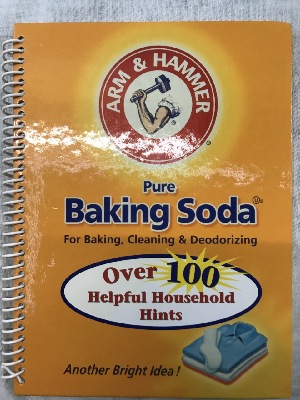 ARM & HAMMER
Pure
Baking Soda
For Baking, Cleaning & Deodorizing
Over 100
Helpful Household
Hints
Another Bright Idea!